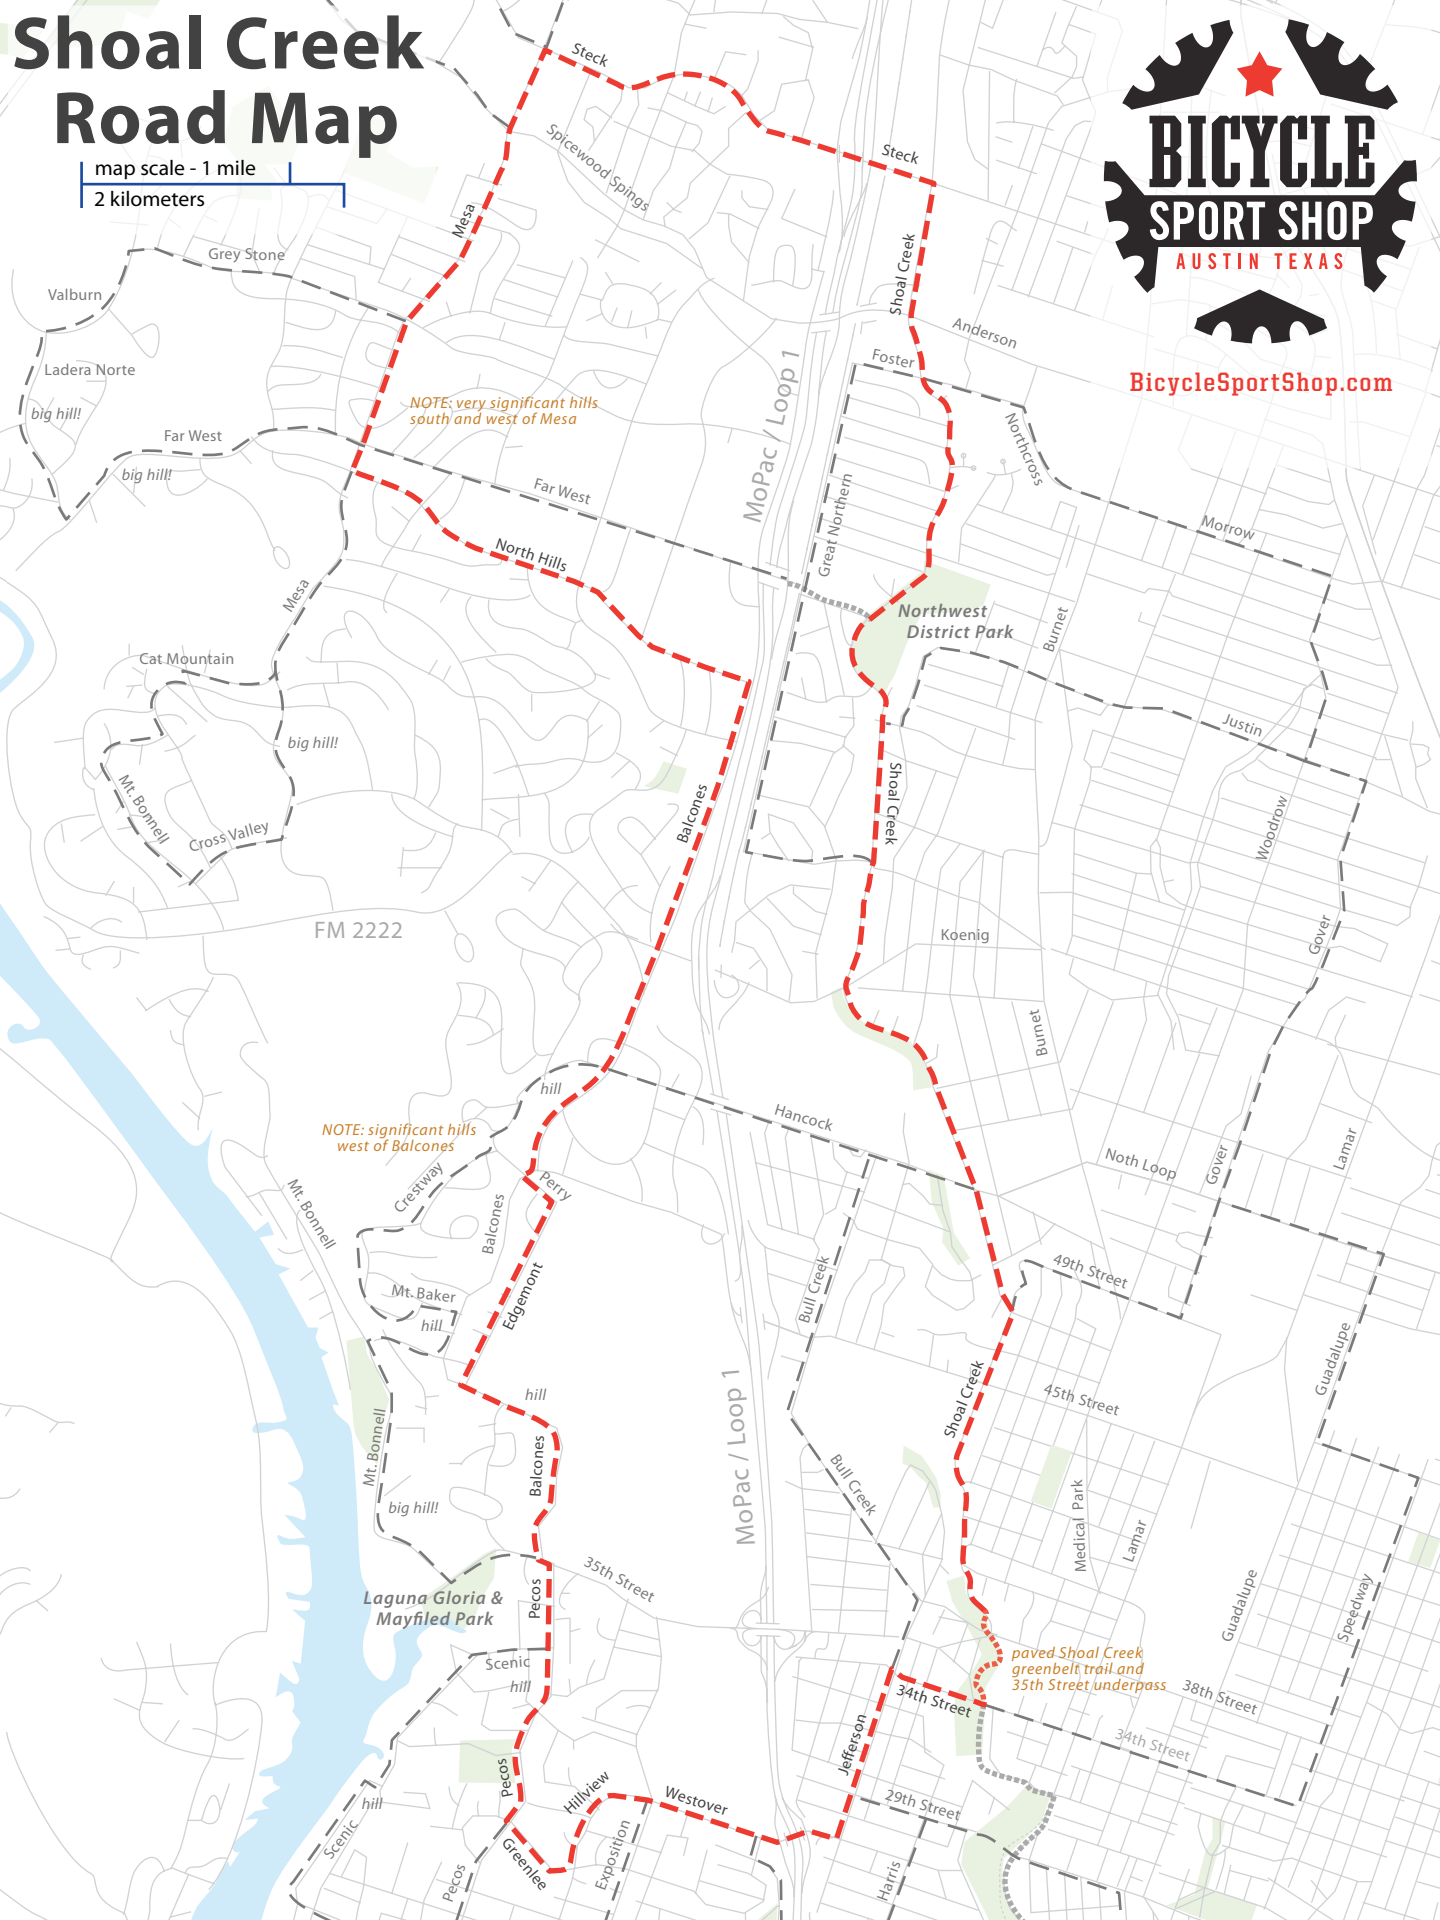 Shoal Creek
Road Map
map scale - 1 mile
2 kilometers
BICYCLE
SPORT SHOP
AUSTIN TEXAS
BicycleSportShop.com
Steck
Spicewood Spings
Steck
Mesa
Grey Stone
Shoal Creek
Valburn
Anderson
Foster
Ladera Norte
big hill!
NOTE: very significant hills
south and west of Mesa
MoPac / Loop 1
Far West
big hill!
Northcross
Far West
Great Northern
Morrow
North Hills
Mesa
Northwest
District Park
Burnet
Cat Mountain
Justin
big hill!
Mt. Bonnell
Balcones
Shoal Creek
Cross Valley
Woodrow
FM 2222
Koenig
Gover
Burnet
hill
Hancock
NOTE: significant hills
west of Balcones
Crestway
Perry
Noth Loop
Gover
Lamar
Mt. Bonnell
Balcones
Edgemont
Bull Creek
49th Street
Mt. Baker
hill
Guadalupe
hill
Shoal Creek
45th Street
MoPac / Loop 1
Mt. Bonnell
Balcones
Bull Creek
big hill!
Medical Park
Lamar
35th Street
Laguna Gloria &
Mayfiled Park
Pecos
Guadalupe
Speedway
Scenic
hill
paved Shoal Creek
greenbelt trail and
35th Street underpass
34th Street
38th Street
34th Street
Jefferson
Pecos
Hillview
Westover
hill
29th Street
Scenic
Greenlee
Exposition
Pecos
Harris